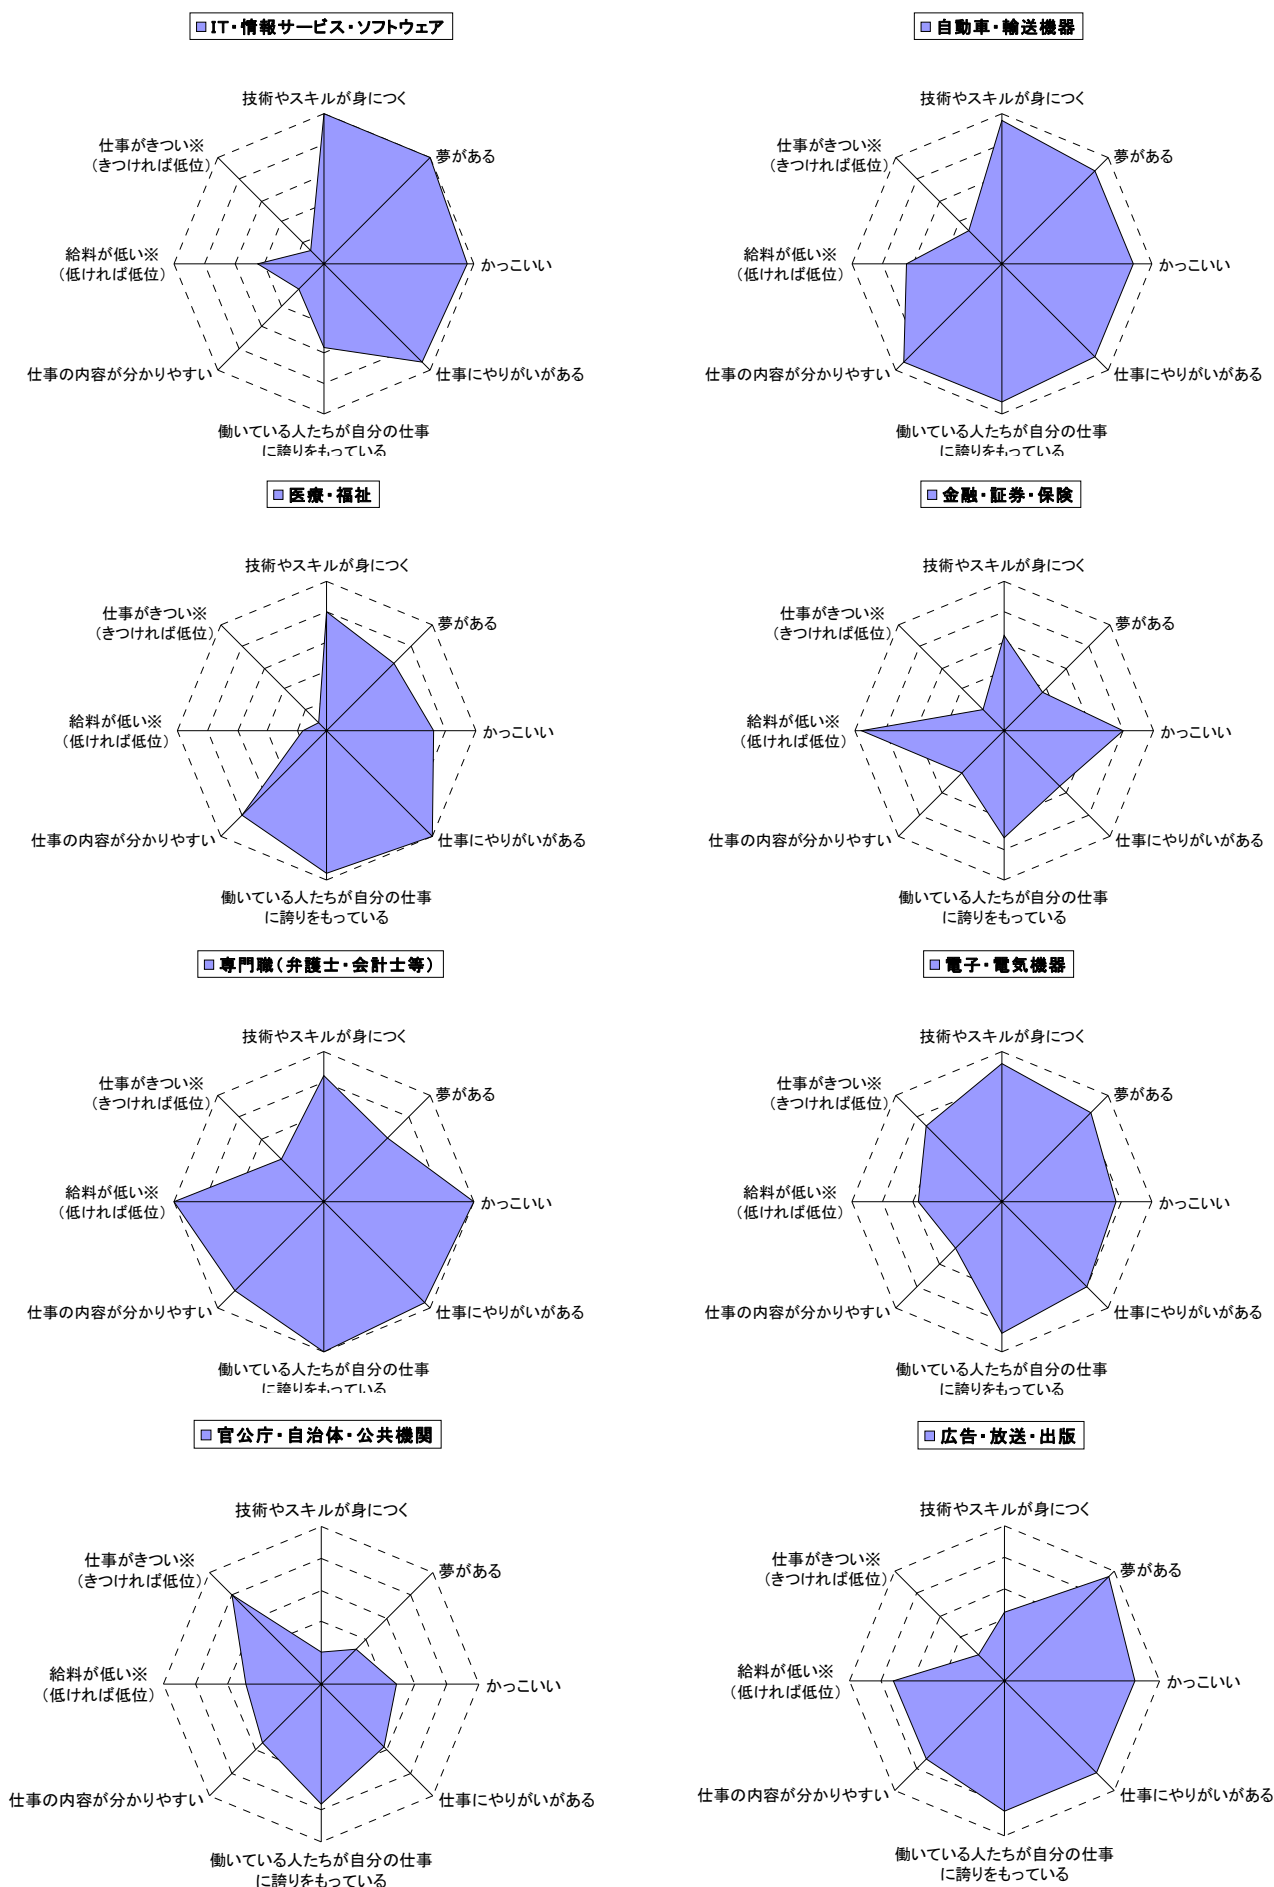 IT・情報サービス・ソフトウェア
技術やスキルが身につく
夢がある
かっこいい
仕事にやりがいがある
働いている人たちが自分の仕事
に誇りをもっている
仕事の内容が分かりやすい
給料が低い※
（低ければ低位）
仕事がきつい※
（きつければ低位）
自動車・輸送機器
技術やスキルが身につく
夢がある
かっこいい
仕事にやりがいがある
働いている人たちが自分の仕事
に誇りをもっている
仕事の内容が分かりやすい
給料が低い※
（低ければ低位）
仕事がきつい※
（きつければ低位）
医療・福祉
技術やスキルが身につく
夢がある
かっこいい
仕事にやりがいがある
働いている人たちが自分の仕事
に誇りをもっている
仕事の内容が分かりやすい
給料が低い※
（低ければ低位）
仕事がきつい※
（きつければ低位）
金融・証券・保険
技術やスキルが身につく
夢がある
かっこいい
仕事にやりがいがある
働いている人たちが自分の仕事
に誇りをもっている
仕事の内容が分かりやすい
給料が低い※
（低ければ低位）
仕事がきつい※
（きつければ低位）
専門職（弁護士・会計士等）
技術やスキルが身につく
夢がある
かっこいい
仕事にやりがいがある
働いている人たちが自分の仕事
に誇りをもっている
仕事の内容が分かりやすい
給料が低い※
（低ければ低位）
仕事がきつい※
（きつければ低位）
電子・電気機器
技術やスキルが身につく
夢がある
かっこいい
仕事にやりがいがある
働いている人たちが自分の仕事
に誇りをもっている
仕事の内容が分かりやすい
給料が低い※
（低ければ低位）
仕事がきつい※
（きつければ低位）
官公庁・自治体・公共機関
技術やスキルが身につく
夢がある
かっこいい
仕事にやりがいがある
働いている人たちが自分の仕事
に誇りをもっている
仕事の内容が分かりやすい
給料が低い※
（低ければ低位）
仕事がきつい※
（きつければ低位）
広告・放送・出版
技術やスキルが身につく
夢がある
かっこいい
仕事にやりがいがある
働いている人たちが自分の仕事
に誇りをもっている
仕事の内容が分かりやすい
給料が低い※
（低ければ低位）
仕事がきつい※
（きつければ低位）